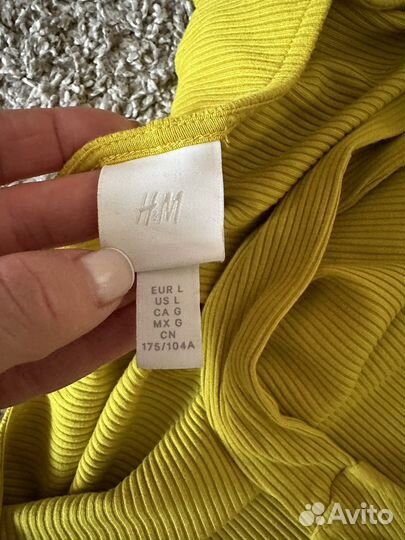 H&M
EUR L
US L
CA G
MX G
CN
175/104A
Avito